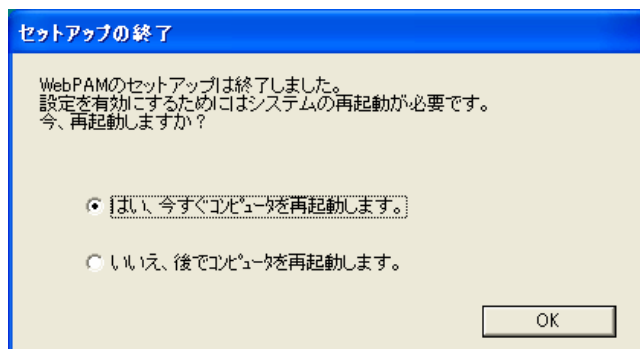 セットアップの終了
WebPAMのセットアップは終了しました。
設定を有効にするためにはシステムの再起動が必要です。
今、再起動しますか？
はい、今すぐコンピュータを再起動します。
いいえ、後でコンピュータを再起動します。
OK